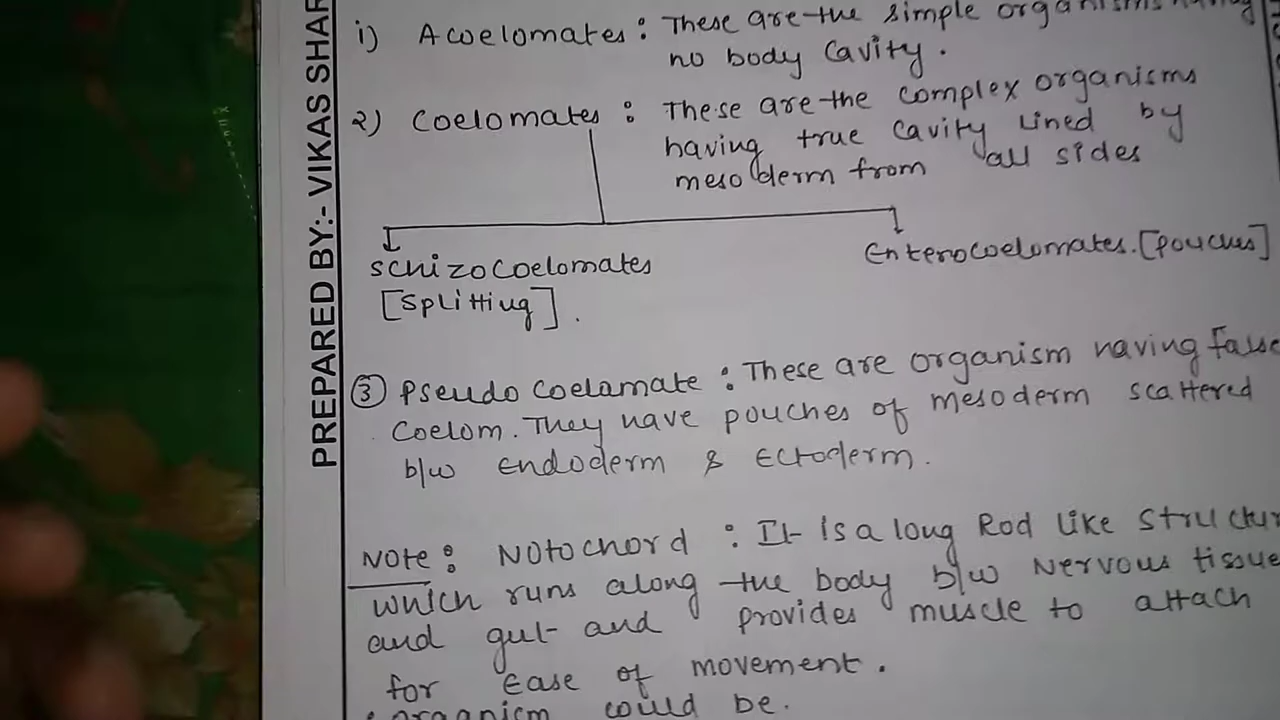 PREPARED BY:- VIKAS SHAR
i) Acoelomates : These are the simple organisms having
no body cavity.
2) Coelomates : These are the complex organisms
having true cavity lined by
mesoderm from all sides
Schizocoelomates
[Splitting].
Enterocoelomates.[Pouches]
③ Pseudo Coelamate : These are organism having False
Coelom. They have pouches of mesoderm scattered
b/w Endoderm & Ectoderm.
Note : Notochord : It is a long Rod like structur
which runs along the body b/w Nervous tissue
and gut and provides muscle to attach
for Ease of movement.
organism could be.